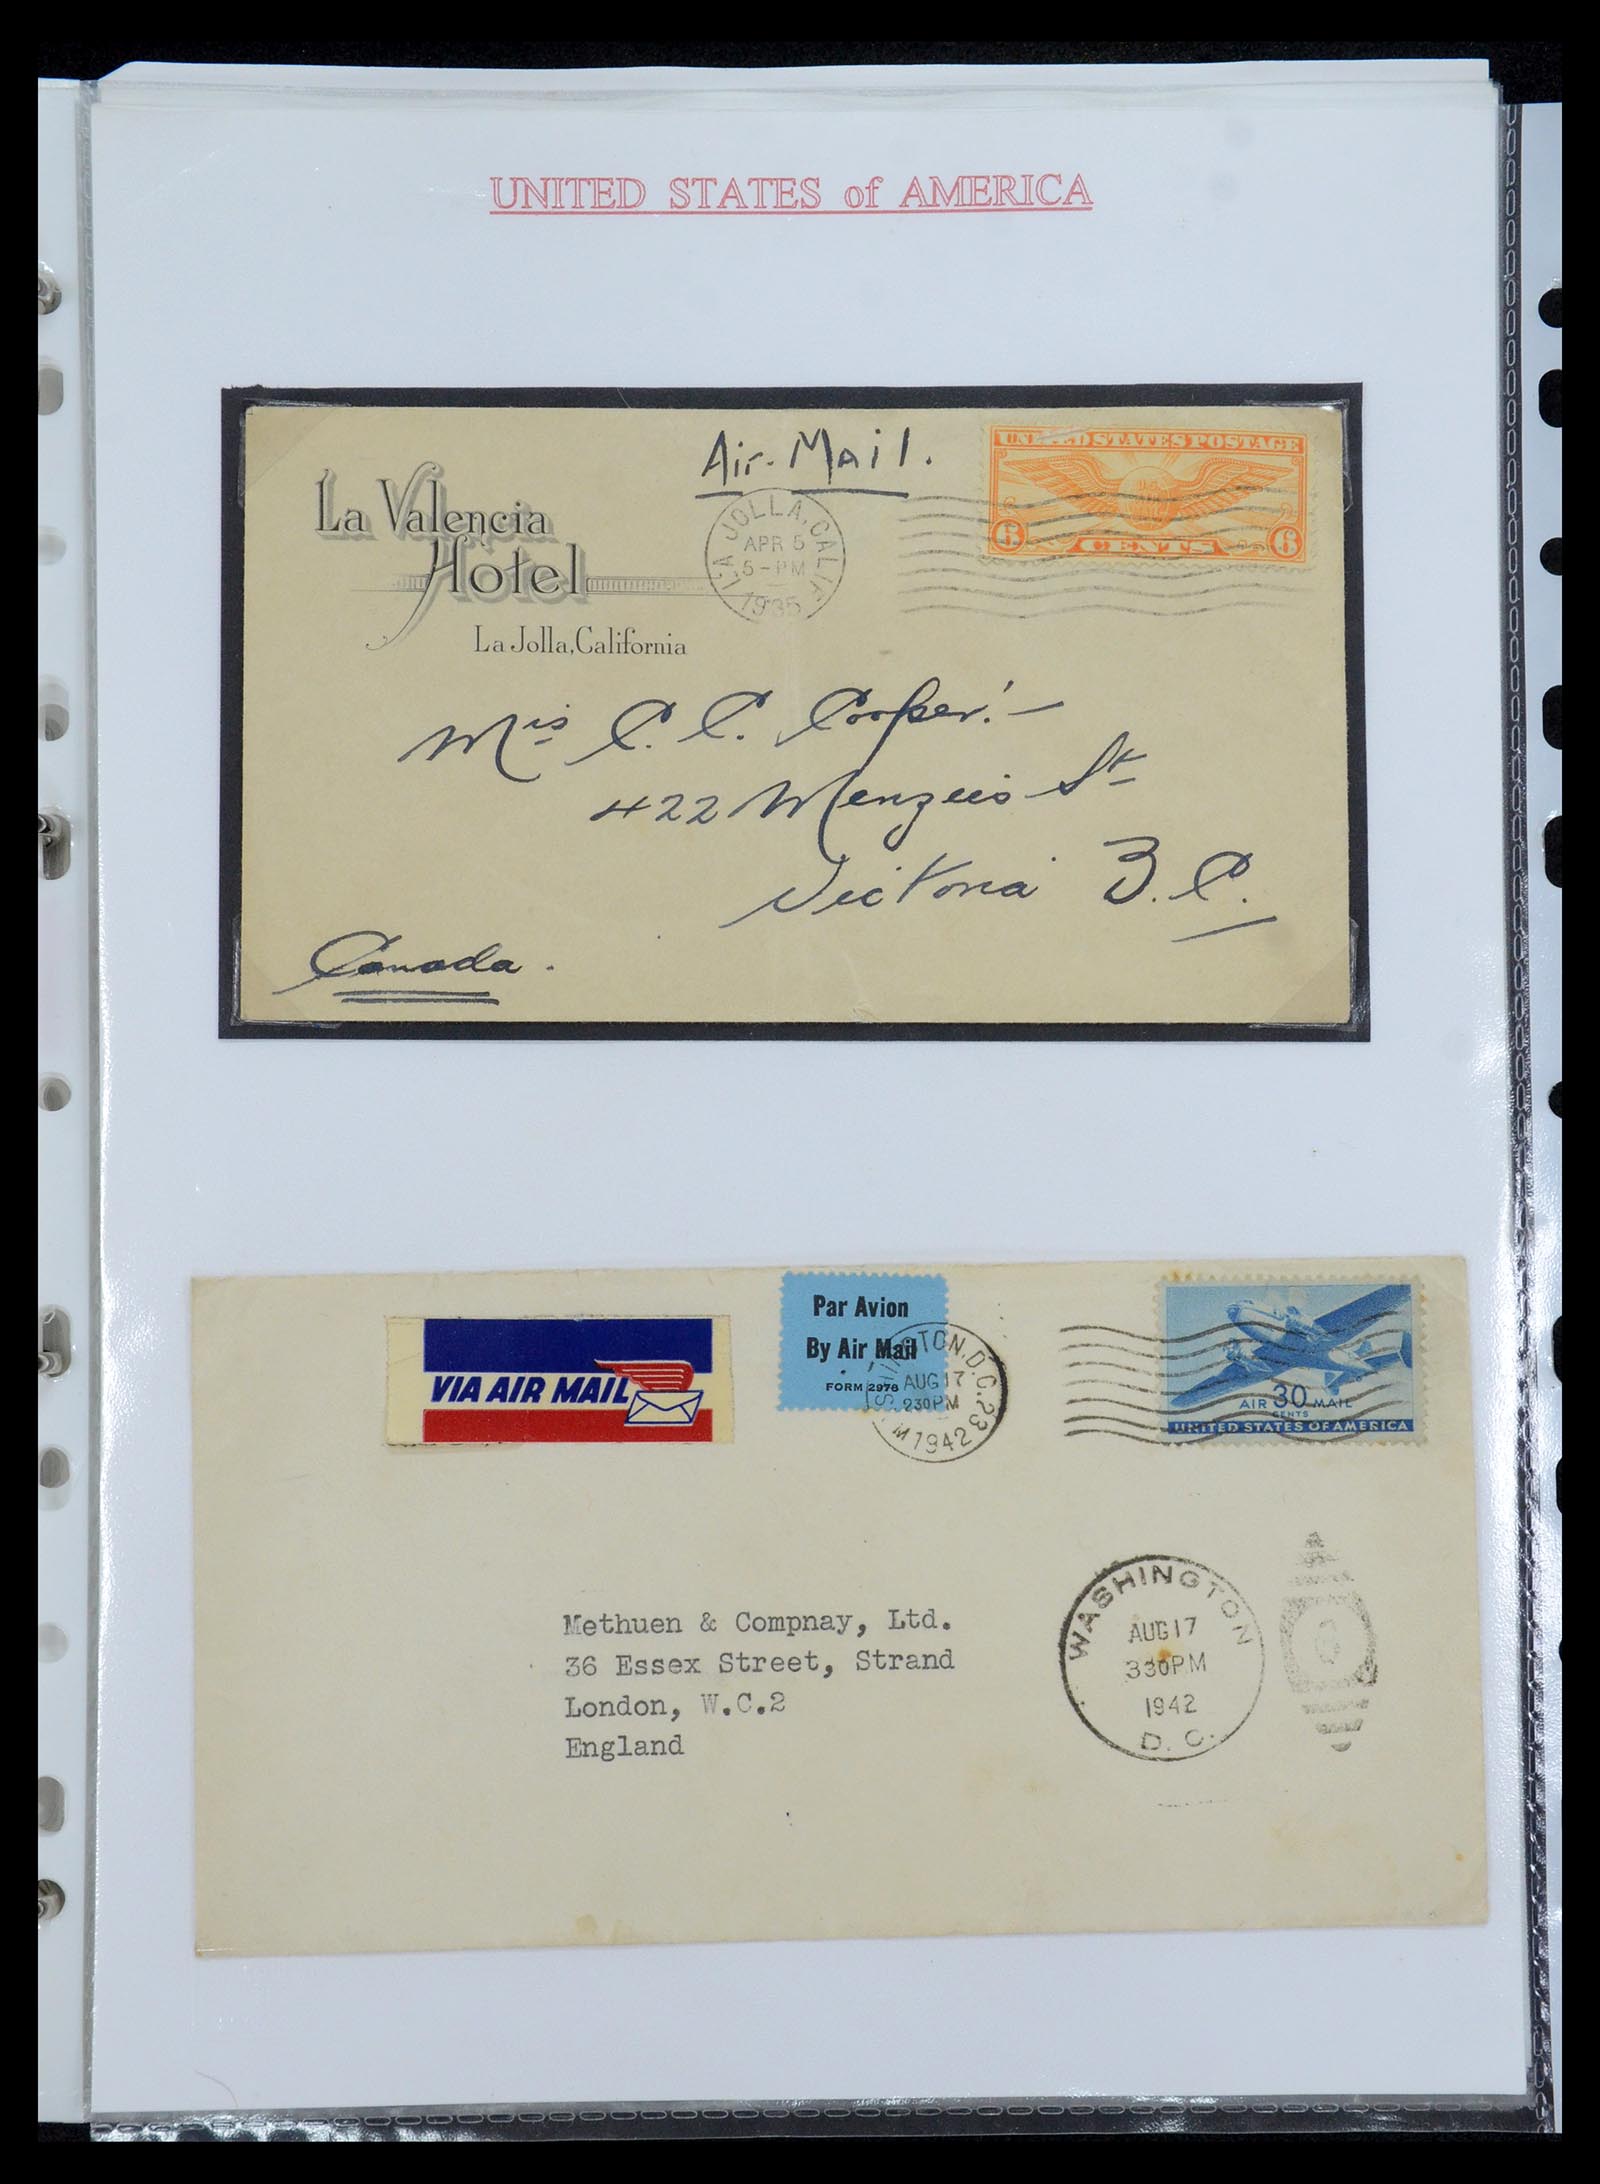 UNITED STATES of AMERICA
Air-Mail.
UNITED STATES POSTAGE
U S
6 CENTS 6
La Valencia
Hotel
La Jolla, California
LA JOLLA, CALIF.
APR 5
5-PM
1935
Mrs C. C. Cooper.-
422 Menzies St
Victoria B.C.
Canada.
VIA AIR MAIL
Par Avion
By Air Mail
FORM 2978
WASHINGTON, D.C. 23
AUG 17
230PM
M 1942
AIR 30 MAIL
CENTS
UNITED STATES OF AMERICA
Methuen & Compnay, Ltd.
36 Essex Street, Strand
London, W.C.2
England
WASHINGTON
AUG 17
330PM
1942
D. C.